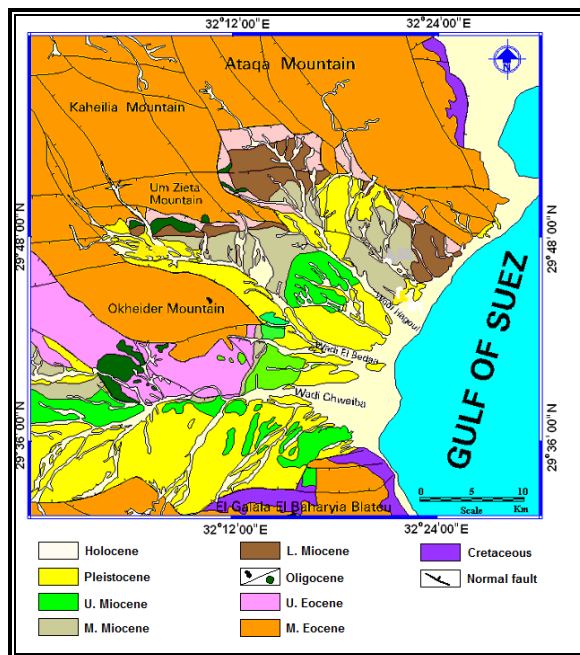 32°12'00"E
32°24'00"E
N
Ataqa Mountain
Kaheilia Mountain
Um Zieta Mountain
29°48'00"N
29°48'00"N
Okheider Mountain
Wadi Hagoul
Wadi El Bedaa
Wadi Ghweiba
GULF OF SUEZ
29°36'00"N
29°36'00"N
El Galala El Baharyia Blateu
0 5 10
Scale Km
32°12'00"E
32°24'00"E
Holocene
L. Miocene
Cretaceous
Pleistocene
Oligocene
Normal fault
U. Miocene
U. Eocene
M. Miocene
M. Eocene